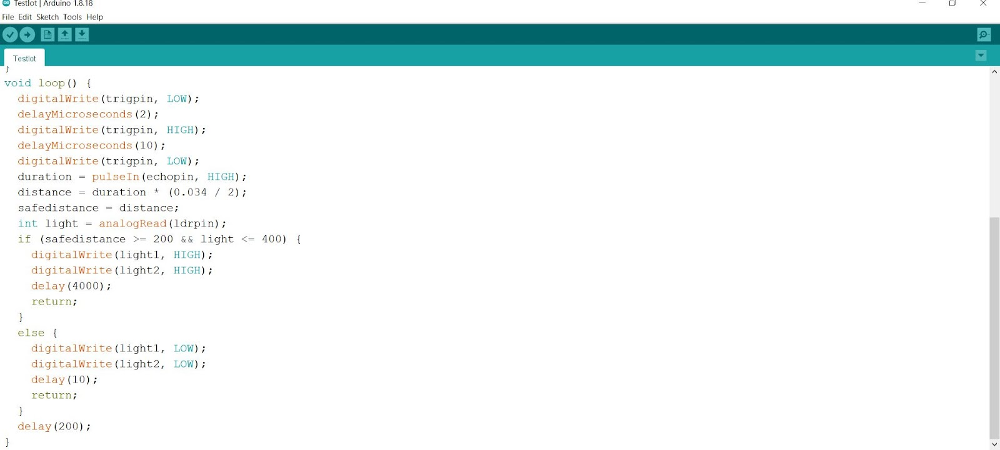 Testlot | Arduino 1.8.18
File Edit Sketch Tools Help
Testlot
}
void loop() {
  digitalWrite(trigpin, LOW);
  delayMicroseconds(2);
  digitalWrite(trigpin, HIGH);
  delayMicroseconds(10);
  digitalWrite(trigpin, LOW);
  duration = pulseIn(echopin, HIGH);
  distance = duration * (0.034 / 2);
  safedistance = distance;
  int light = analogRead(ldrpin);
  if (safedistance >= 200 && light <= 400) {
    digitalWrite(light1, HIGH);
    digitalWrite(light2, HIGH);
    delay(4000);
    return;
  }
  else {
    digitalWrite(light1, LOW);
    digitalWrite(light2, LOW);
    delay(10);
    return;
  }
  delay(200);
}